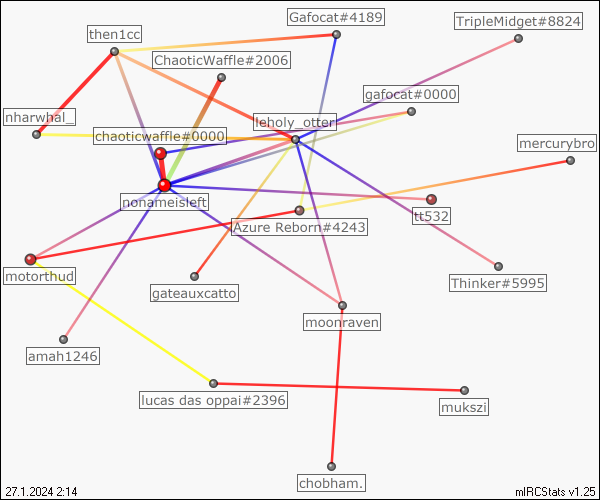 Gafocat#4189
TripleMidget#8824
then1cc
ChaoticWaffle#2006
gafocat#0000
nharwhal_
leholy_otter
chaoticwaffle#0000
mercurybro
nonameisleft
tt532
Azure Reborn#4243
motorthud
Thinker#5995
gateauxcatto
moonraven
amah1246
lucas das oppai#2396
mukszi
chobham.
27.1.2024 2:14
mIRCStats v1.25